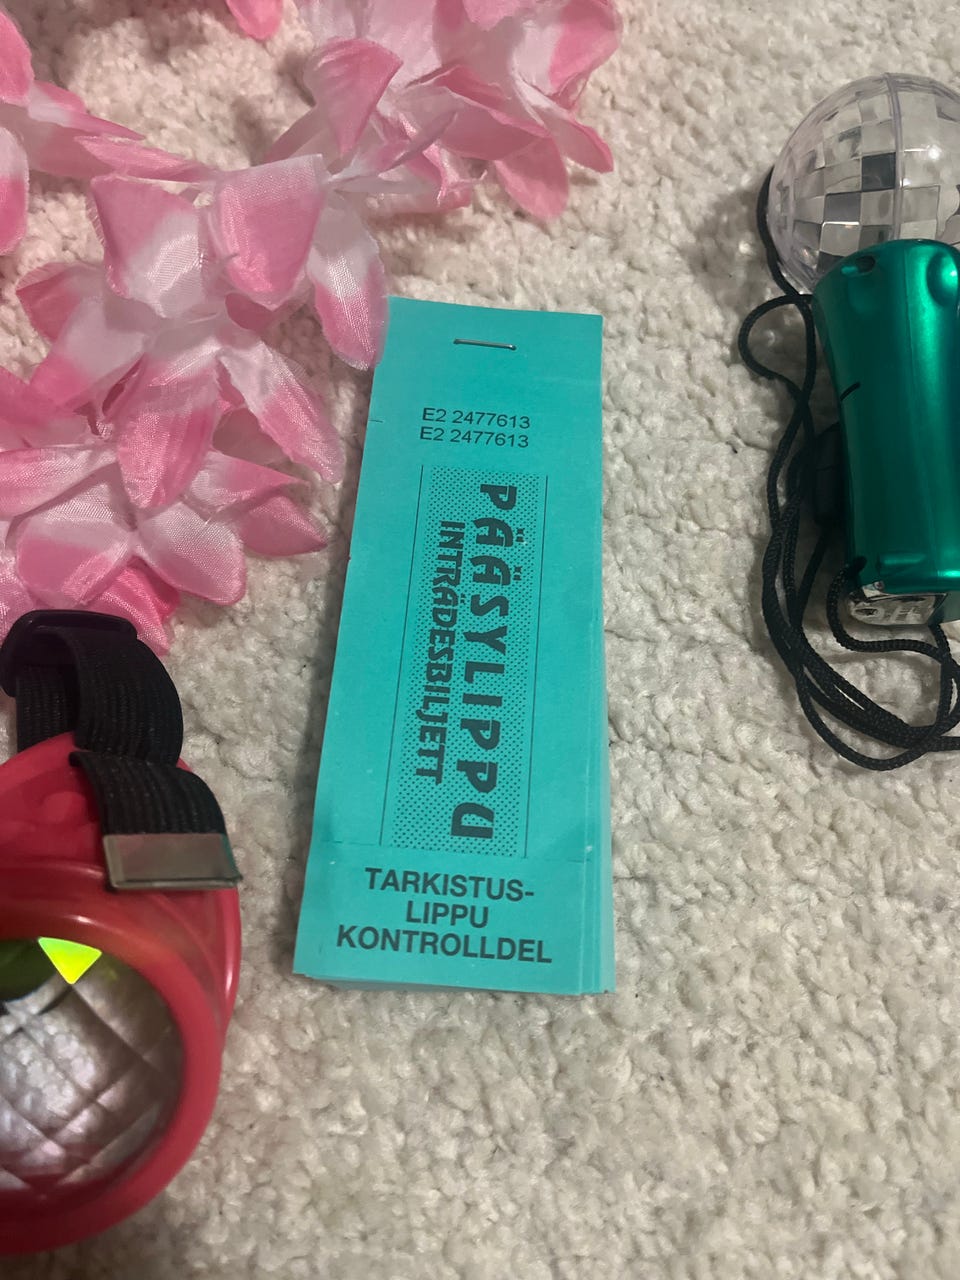 E2 2477613
E2 2477613
PÄÄSYLIPPU
INTRÄDESBILJETT
TARKISTUS-
LIPPU
KONTROLLDEL